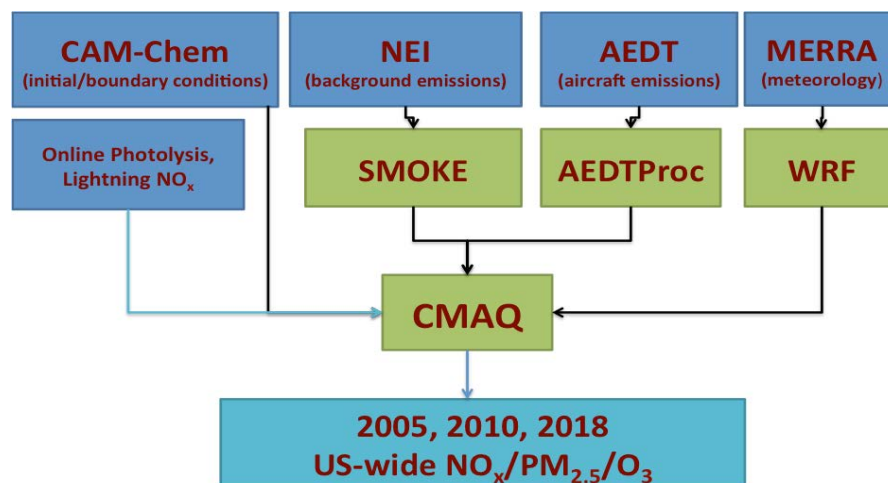 CAM-Chem
(initial/boundary conditions)
NEI
(background emissions)
AEDT
(aircraft emissions)
MERRA
(meteorology)
Online Photolysis,
Lightning NOₓ
SMOKE
AEDTProc
WRF
CMAQ
2005, 2010, 2018
US-wide NOₓ/PM₂.₅/O₃